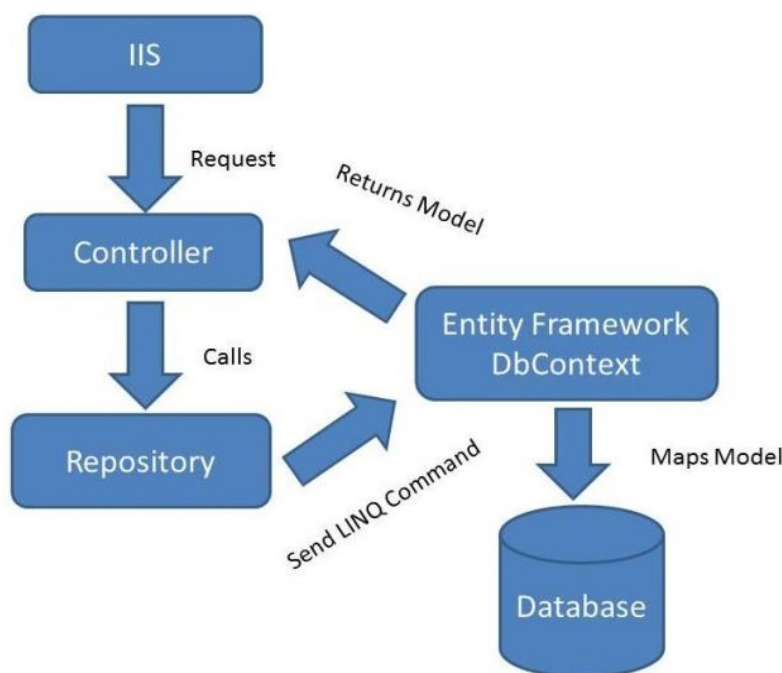 IIS
Request
Returns Model
Controller
Entity Framework
DbContext
Calls
Repository
Send LINQ Command
Maps Model
Database